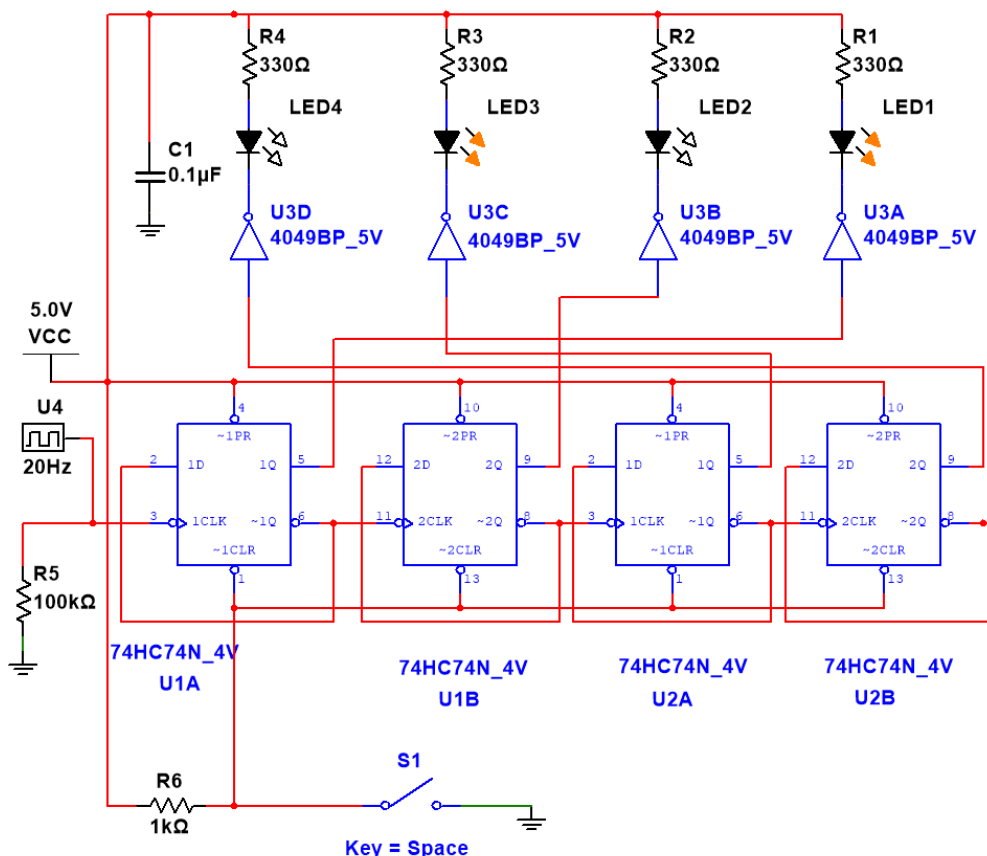 R4
330Ω
R3
330Ω
R2
330Ω
R1
330Ω
LED4
LED3
LED2
LED1
C1
0.1µF
U3D
4049BP_5V
U3C
4049BP_5V
U3B
4049BP_5V
U3A
4049BP_5V
5.0V
VCC
U4
20Hz
4
~1PR
2
1D
1Q
5
3
1CLK
~1Q
6
~1CLR
1
10
~2PR
12
2D
2Q
9
11
2CLK
~2Q
8
~2CLR
13
4
~1PR
2
1D
1Q
5
3
1CLK
~1Q
6
~1CLR
1
10
~2PR
12
2D
2Q
9
11
2CLK
~2Q
8
~2CLR
13
R5
100kΩ
74HC74N_4V
U1A
74HC74N_4V
U1B
74HC74N_4V
U2A
74HC74N_4V
U2B
R6
1kΩ
S1
Key = Space